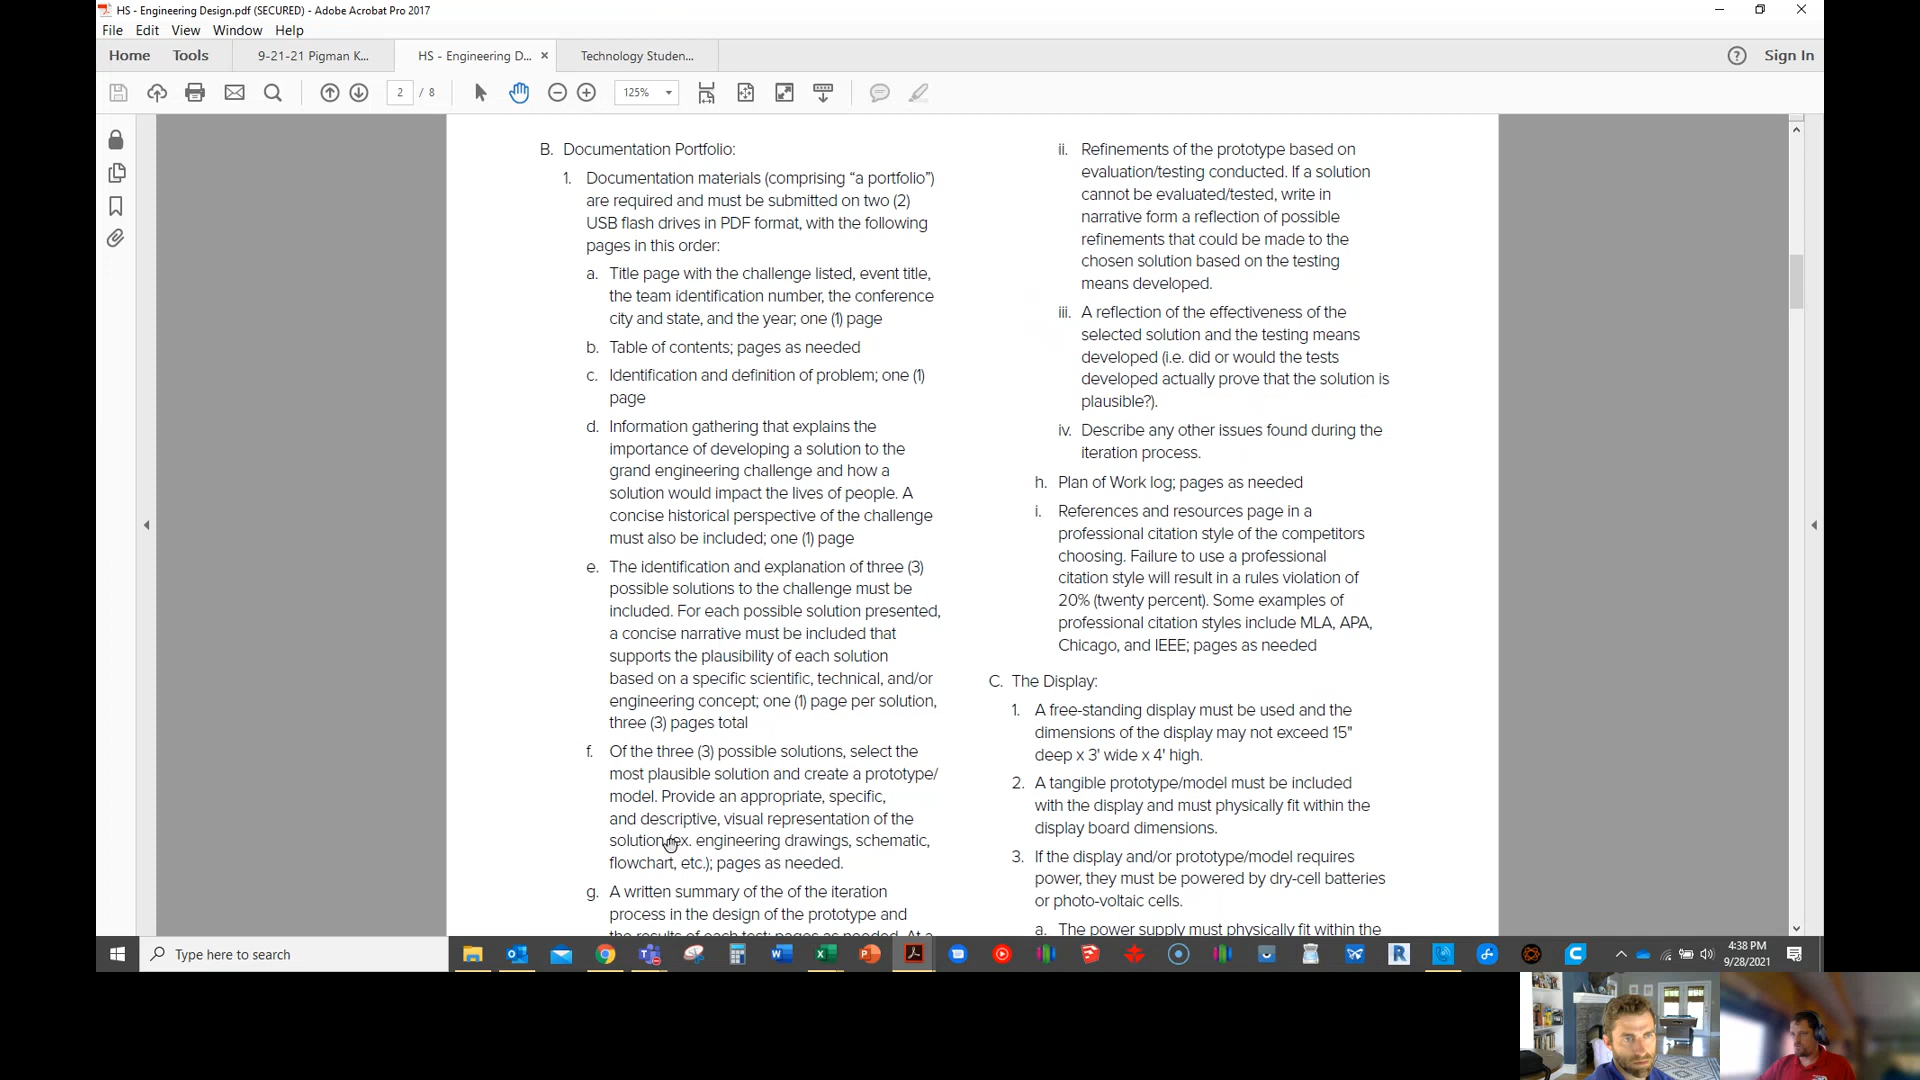 HS - Engineering Design.pdf (SECURED) - Adobe Acrobat Pro 2017
File Edit View Window Help
Home Tools 9-21-21 Pigman K... HS - Engineering D... × Technology Studen... Sign In
2 / 8 125%
B. Documentation Portfolio:
1. Documentation materials (comprising “a portfolio”)
are required and must be submitted on two (2)
USB flash drives in PDF format, with the following
pages in this order:
a. Title page with the challenge listed, event title,
the team identification number, the conference
city and state, and the year; one (1) page
b. Table of contents; pages as needed
c. Identification and definition of problem; one (1)
page
d. Information gathering that explains the
importance of developing a solution to the
grand engineering challenge and how a
solution would impact the lives of people. A
concise historical perspective of the challenge
must also be included; one (1) page
e. The identification and explanation of three (3)
possible solutions to the challenge must be
included. For each possible solution presented,
a concise narrative must be included that
supports the plausibility of each solution
based on a specific scientific, technical, and/or
engineering concept; one (1) page per solution,
three (3) pages total
f. Of the three (3) possible solutions, select the
most plausible solution and create a prototype/
model. Provide an appropriate, specific,
and descriptive, visual representation of the
solution (ex. engineering drawings, schematic,
flowchart, etc.); pages as needed.
g. A written summary of the of the iteration
process in the design of the prototype and
the results of each test; pages as needed. At a
ii. Refinements of the prototype based on
evaluation/testing conducted. If a solution
cannot be evaluated/tested, write in
narrative form a reflection of possible
refinements that could be made to the
chosen solution based on the testing
means developed.
iii. A reflection of the effectiveness of the
selected solution and the testing means
developed (i.e. did or would the tests
developed actually prove that the solution is
plausible?).
iv. Describe any other issues found during the
iteration process.
h. Plan of Work log; pages as needed
i. References and resources page in a
professional citation style of the competitors
choosing. Failure to use a professional
citation style will result in a rules violation of
20% (twenty percent). Some examples of
professional citation styles include MLA, APA,
Chicago, and IEEE; pages as needed
C. The Display:
1. A free-standing display must be used and the
dimensions of the display may not exceed 15"
deep x 3' wide x 4' high.
2. A tangible prototype/model must be included
with the display and must physically fit within the
display board dimensions.
3. If the display and/or prototype/model requires
power, they must be powered by dry-cell batteries
or photo-voltaic cells.
a. The power supply must physically fit within the
Type here to search
4:38 PM
9/28/2021